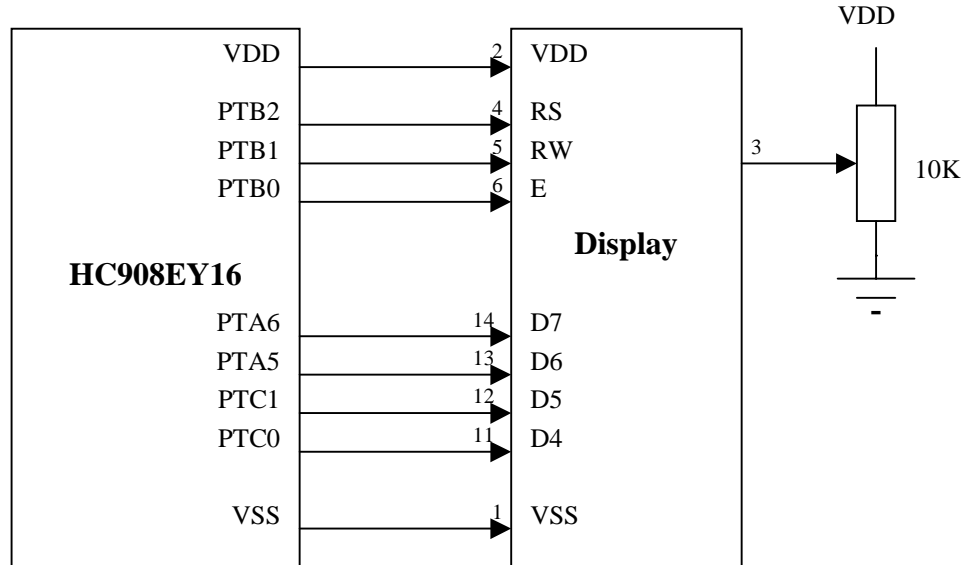 VDD
VDD 2 VDD
PTB2 4 RS
PTB1 5 RW 3
PTB0 6 E 10K
Display
HC908EY16
PTA6 14 D7
PTA5 13 D6
PTC1 12 D5
PTC0 11 D4
VSS 1 VSS